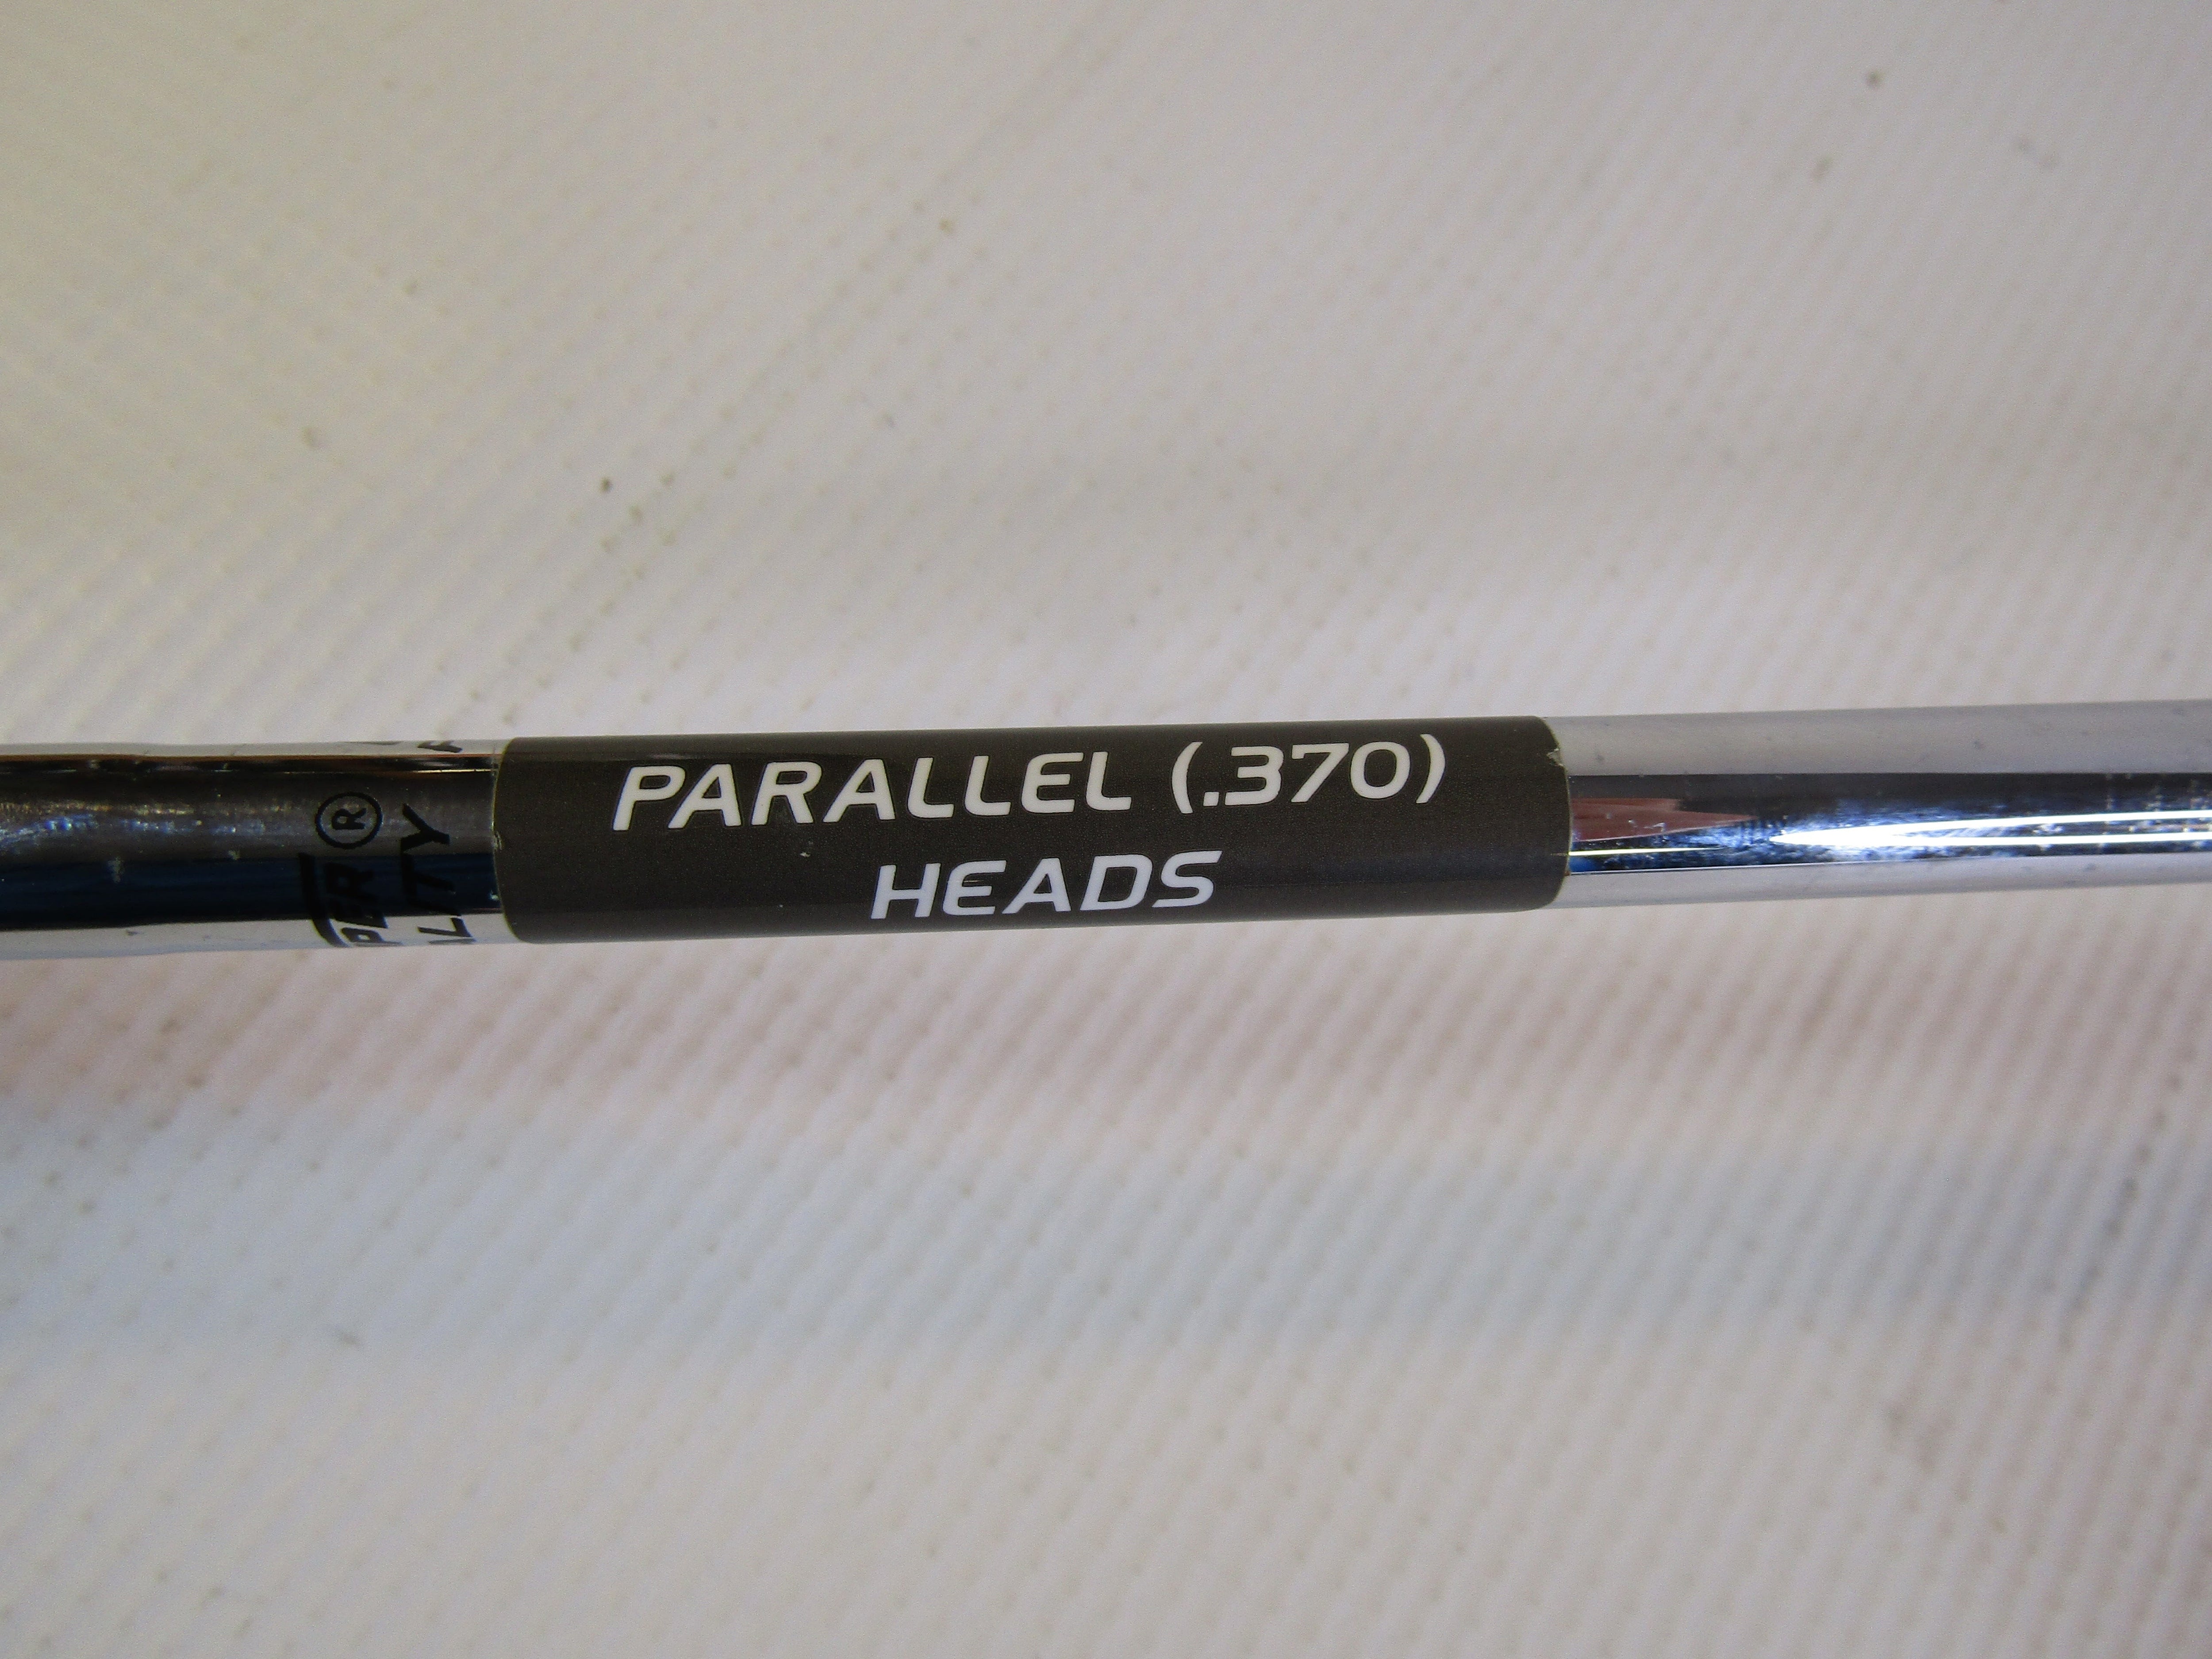 PARALLEL (.370)
HEADS
®